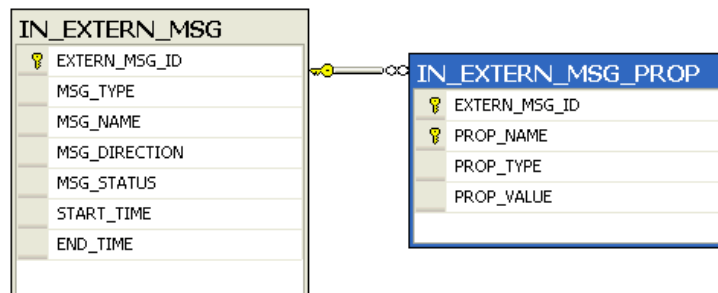 IN_EXTERN_MSG
EXTERN_MSG_ID
MSG_TYPE
MSG_NAME
MSG_DIRECTION
MSG_STATUS
START_TIME
END_TIME
IN_EXTERN_MSG_PROP
EXTERN_MSG_ID
PROP_NAME
PROP_TYPE
PROP_VALUE